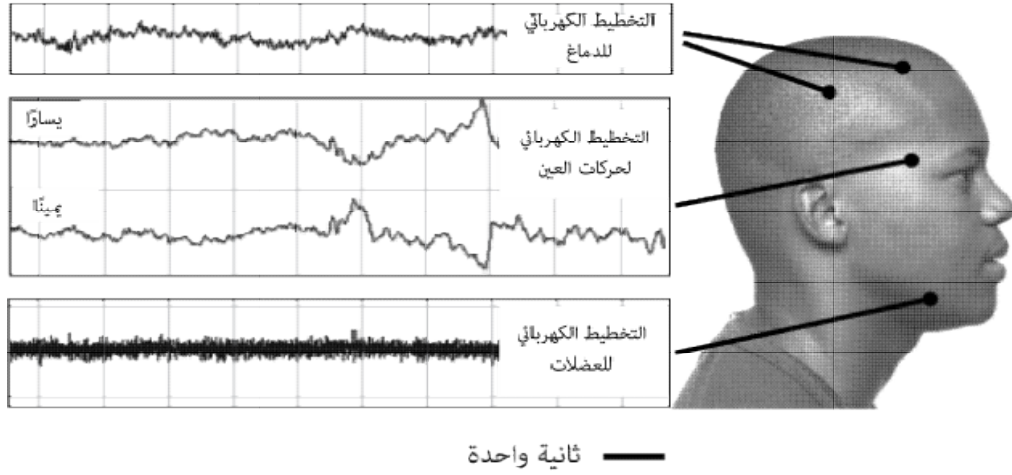 التخطيط الكهربائي
للدماغ
يسارًا
التخطيط الكهربائي
لحركات العين
يمينًا
التخطيط الكهربائي
للعضلات
ثانية واحدة